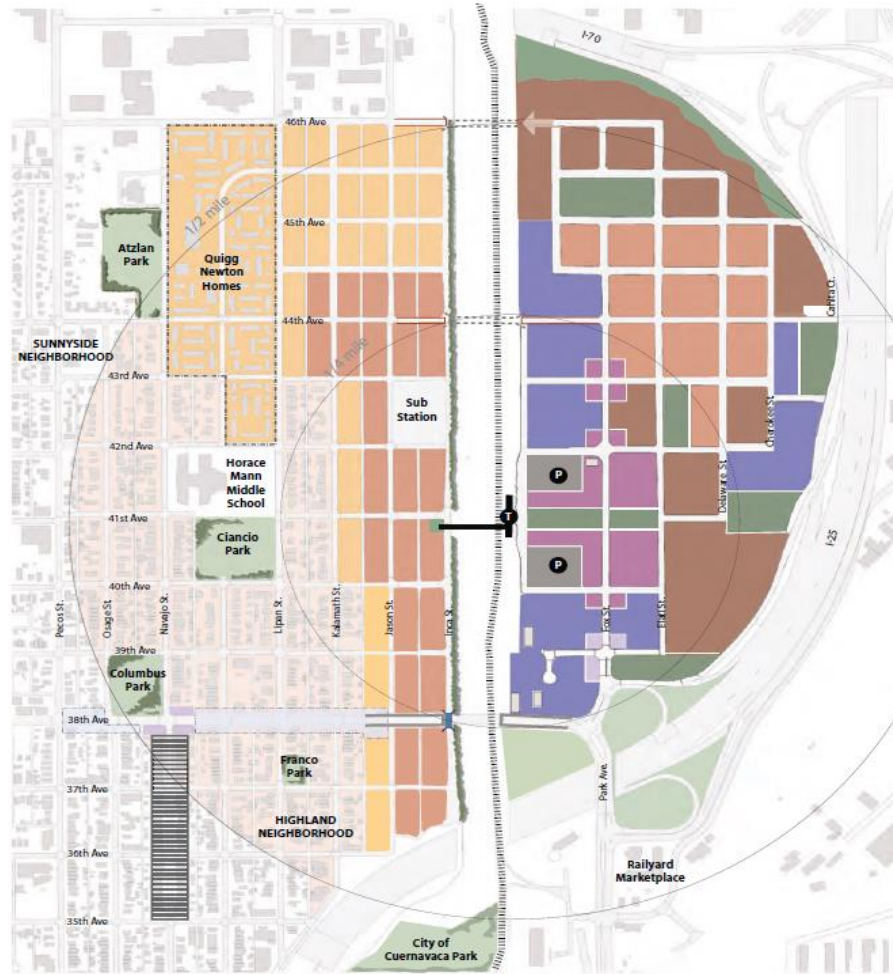 I-70
46th Ave
1/2 mile
45th Ave
Atzlan
Park
Quigg
Newton
Homes
Canita Ct.
44th Ave
SUNNYSIDE
NEIGHBORHOOD
1/4 mile
43rd Ave
Sub
Station
Cherokee St.
42nd Ave
Horace
Mann
Middle
School
P
Delaware St.
41st Ave
T
I-25
Ciancio
Park
P
40th Ave
Pecos St.
Osage St.
Navajo St.
Lipan St.
Kalamath St.
Jason St.
Inca St.
Fox St.
Elati St.
39th Ave
Columbus
Park
38th Ave
Franco
Park
Park Ave.
37th Ave
HIGHLAND
NEIGHBORHOOD
36th Ave
Railyard
Marketplace
35th Ave
City of
Cuernavaca Park